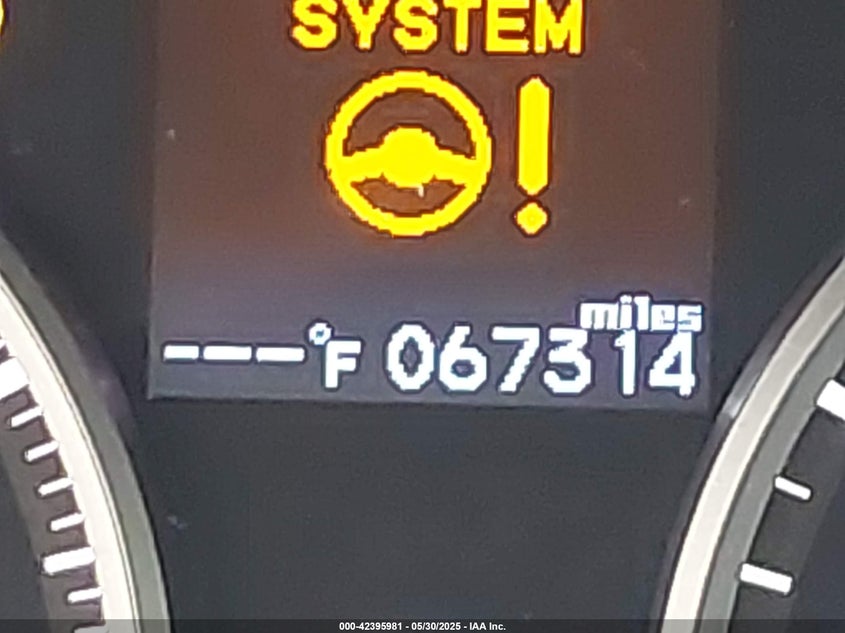 SYSTEM
!
miles
---°F 067314
000-42395981 - 05/30/2025 - IAA Inc.